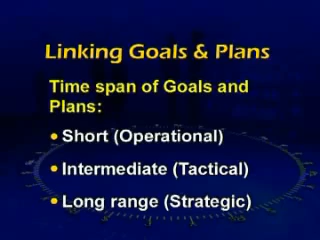 Linking Goals & Plans
Time span of Goals and
Plans:
• Short (Operational)
• Intermediate (Tactical)
• Long range (Strategic)